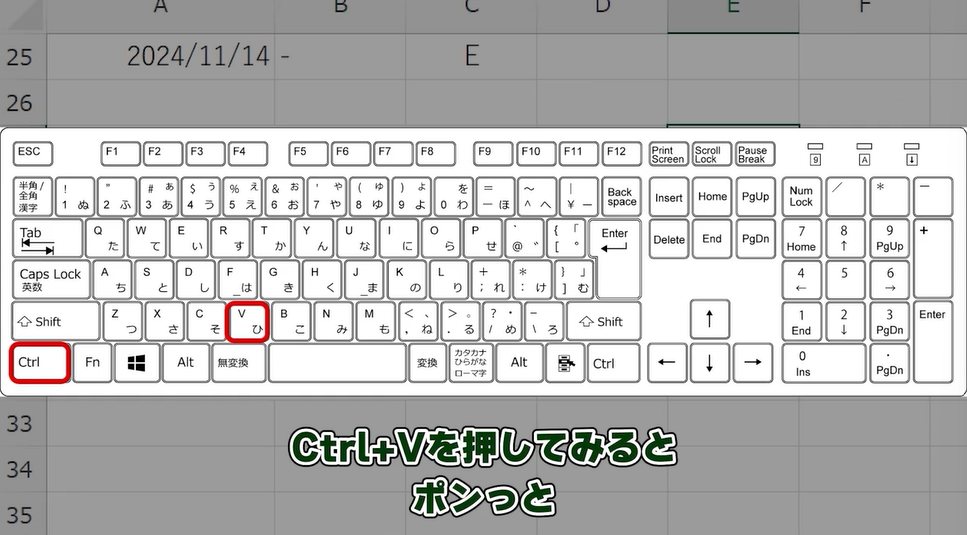 A B C D E F
25 2024/11/14 - E
26
ESC F1 F2 F3 F4 F5 F6 F7 F8 F9 F10 F11 F12 Print Screen Scroll Lock Pause Break 9 A ↓
半角/全角 漢字 ! 1 ぬ " 2 ふ # ぁ 3 あ $ ぅ 4 う % ぇ 5 え & ぉ 6 お ' ゃ 7 や ( ゅ 8 ゆ ) ょ 9 よ を 0 わ = ー ほ ~ ^ へ | ¥ ー Back space Insert Home PgUp Num Lock / * ー
Tab Q た W て E い R す T か Y ん U な I に O ら P せ ` @ ゛ { 「 [ ゜ Enter Delete End PgDn 7 Home 8 ↑ 9 PgUp +
Caps Lock 英数 A ち S と D し F _は G き H く J _ま K の L り + ; れ * : け } 」 ] む 4 ← 5 6 →
⇧ Shift Z つ X さ C そ V ひ B こ N み M も < 、 , ね > 。 . る ? ・ / め _ \ ろ ⇧ Shift ↑ 1 End 2 ↓ 3 PgDn Enter
Ctrl Fn Alt 無変換 変換 カタカナ ひらがな ローマ字 Alt Ctrl ← ↓ → 0 Ins . PgDn
33
34
35
Ctrl+Vを押してみると
ポンっと